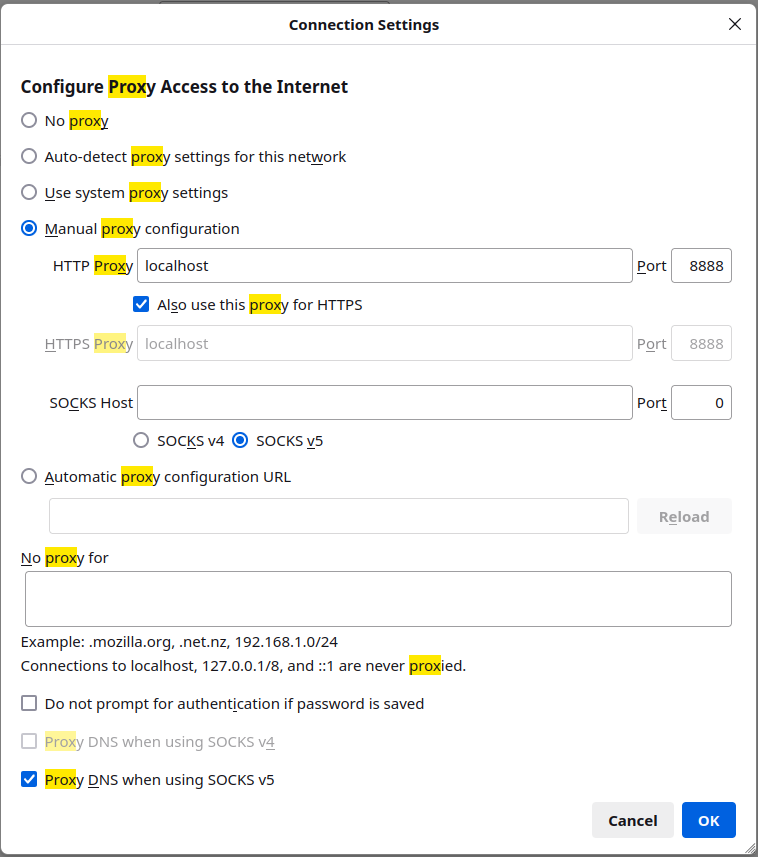 Connection Settings
Configure Proxy Access to the Internet
No proxy
Auto-detect proxy settings for this network
Use system proxy settings
Manual proxy configuration
HTTP Proxy localhost Port 8888
Also use this proxy for HTTPS
HTTPS Proxy localhost Port 8888
SOCKS Host Port 0
SOCKS v4 SOCKS v5
Automatic proxy configuration URL
Reload
No proxy for
Example: .mozilla.org, .net.nz, 192.168.1.0/24
Connections to localhost, 127.0.0.1/8, and ::1 are never proxied.
Do not prompt for authentication if password is saved
Proxy DNS when using SOCKS v4
Proxy DNS when using SOCKS v5
Cancel OK